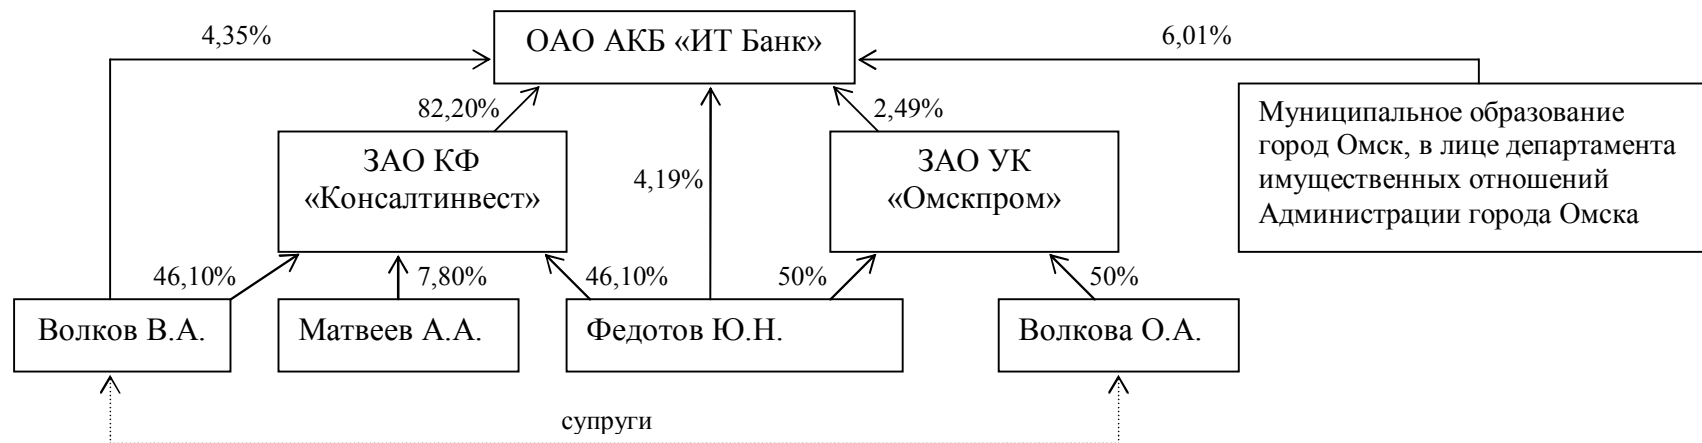 4,35%
ОАО АКБ «ИТ Банк»
6,01%
82,20%
2,49%
ЗАО КФ
«Консалтинвест»
4,19%
ЗАО УК
«Омскпром»
Муниципальное образование
город Омск, в лице департамента
имущественных отношений
Администрации города Омска
46,10%
7,80%
46,10%
50%
50%
Волков В.А.
Матвеев А.А.
Федотов Ю.Н.
Волкова О.А.
супруги